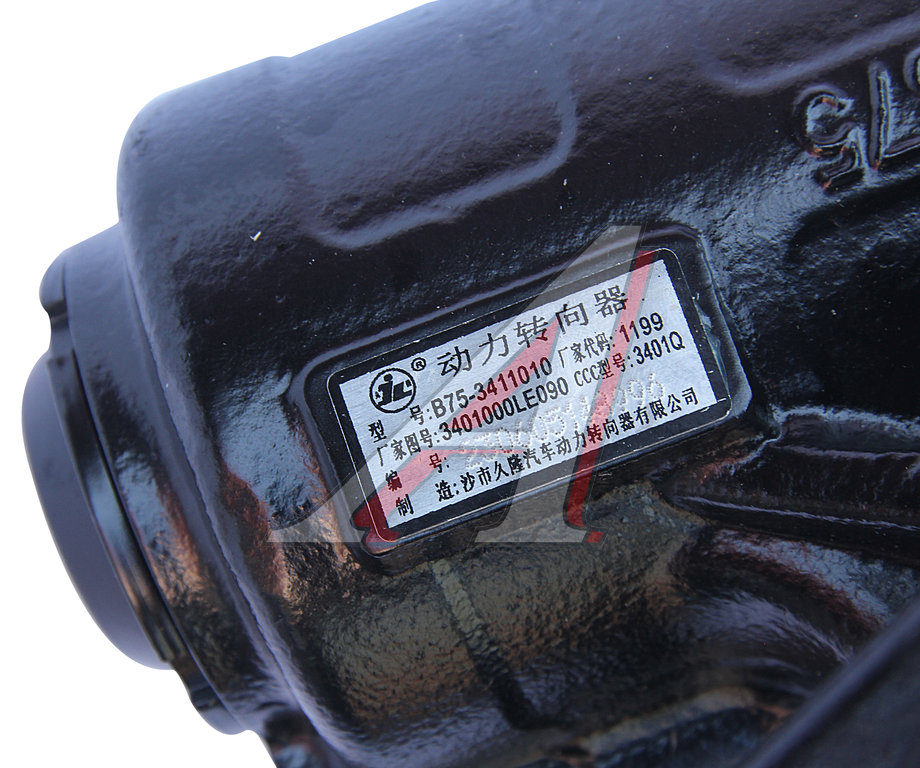 575
JL® 动力转向器
型 号:B75-3411010 厂家代码:1199
厂家图号:3401000LE090 CCC型号:3401Q
编 号:
制 造:沙市久隆汽车动力转向器有限公司